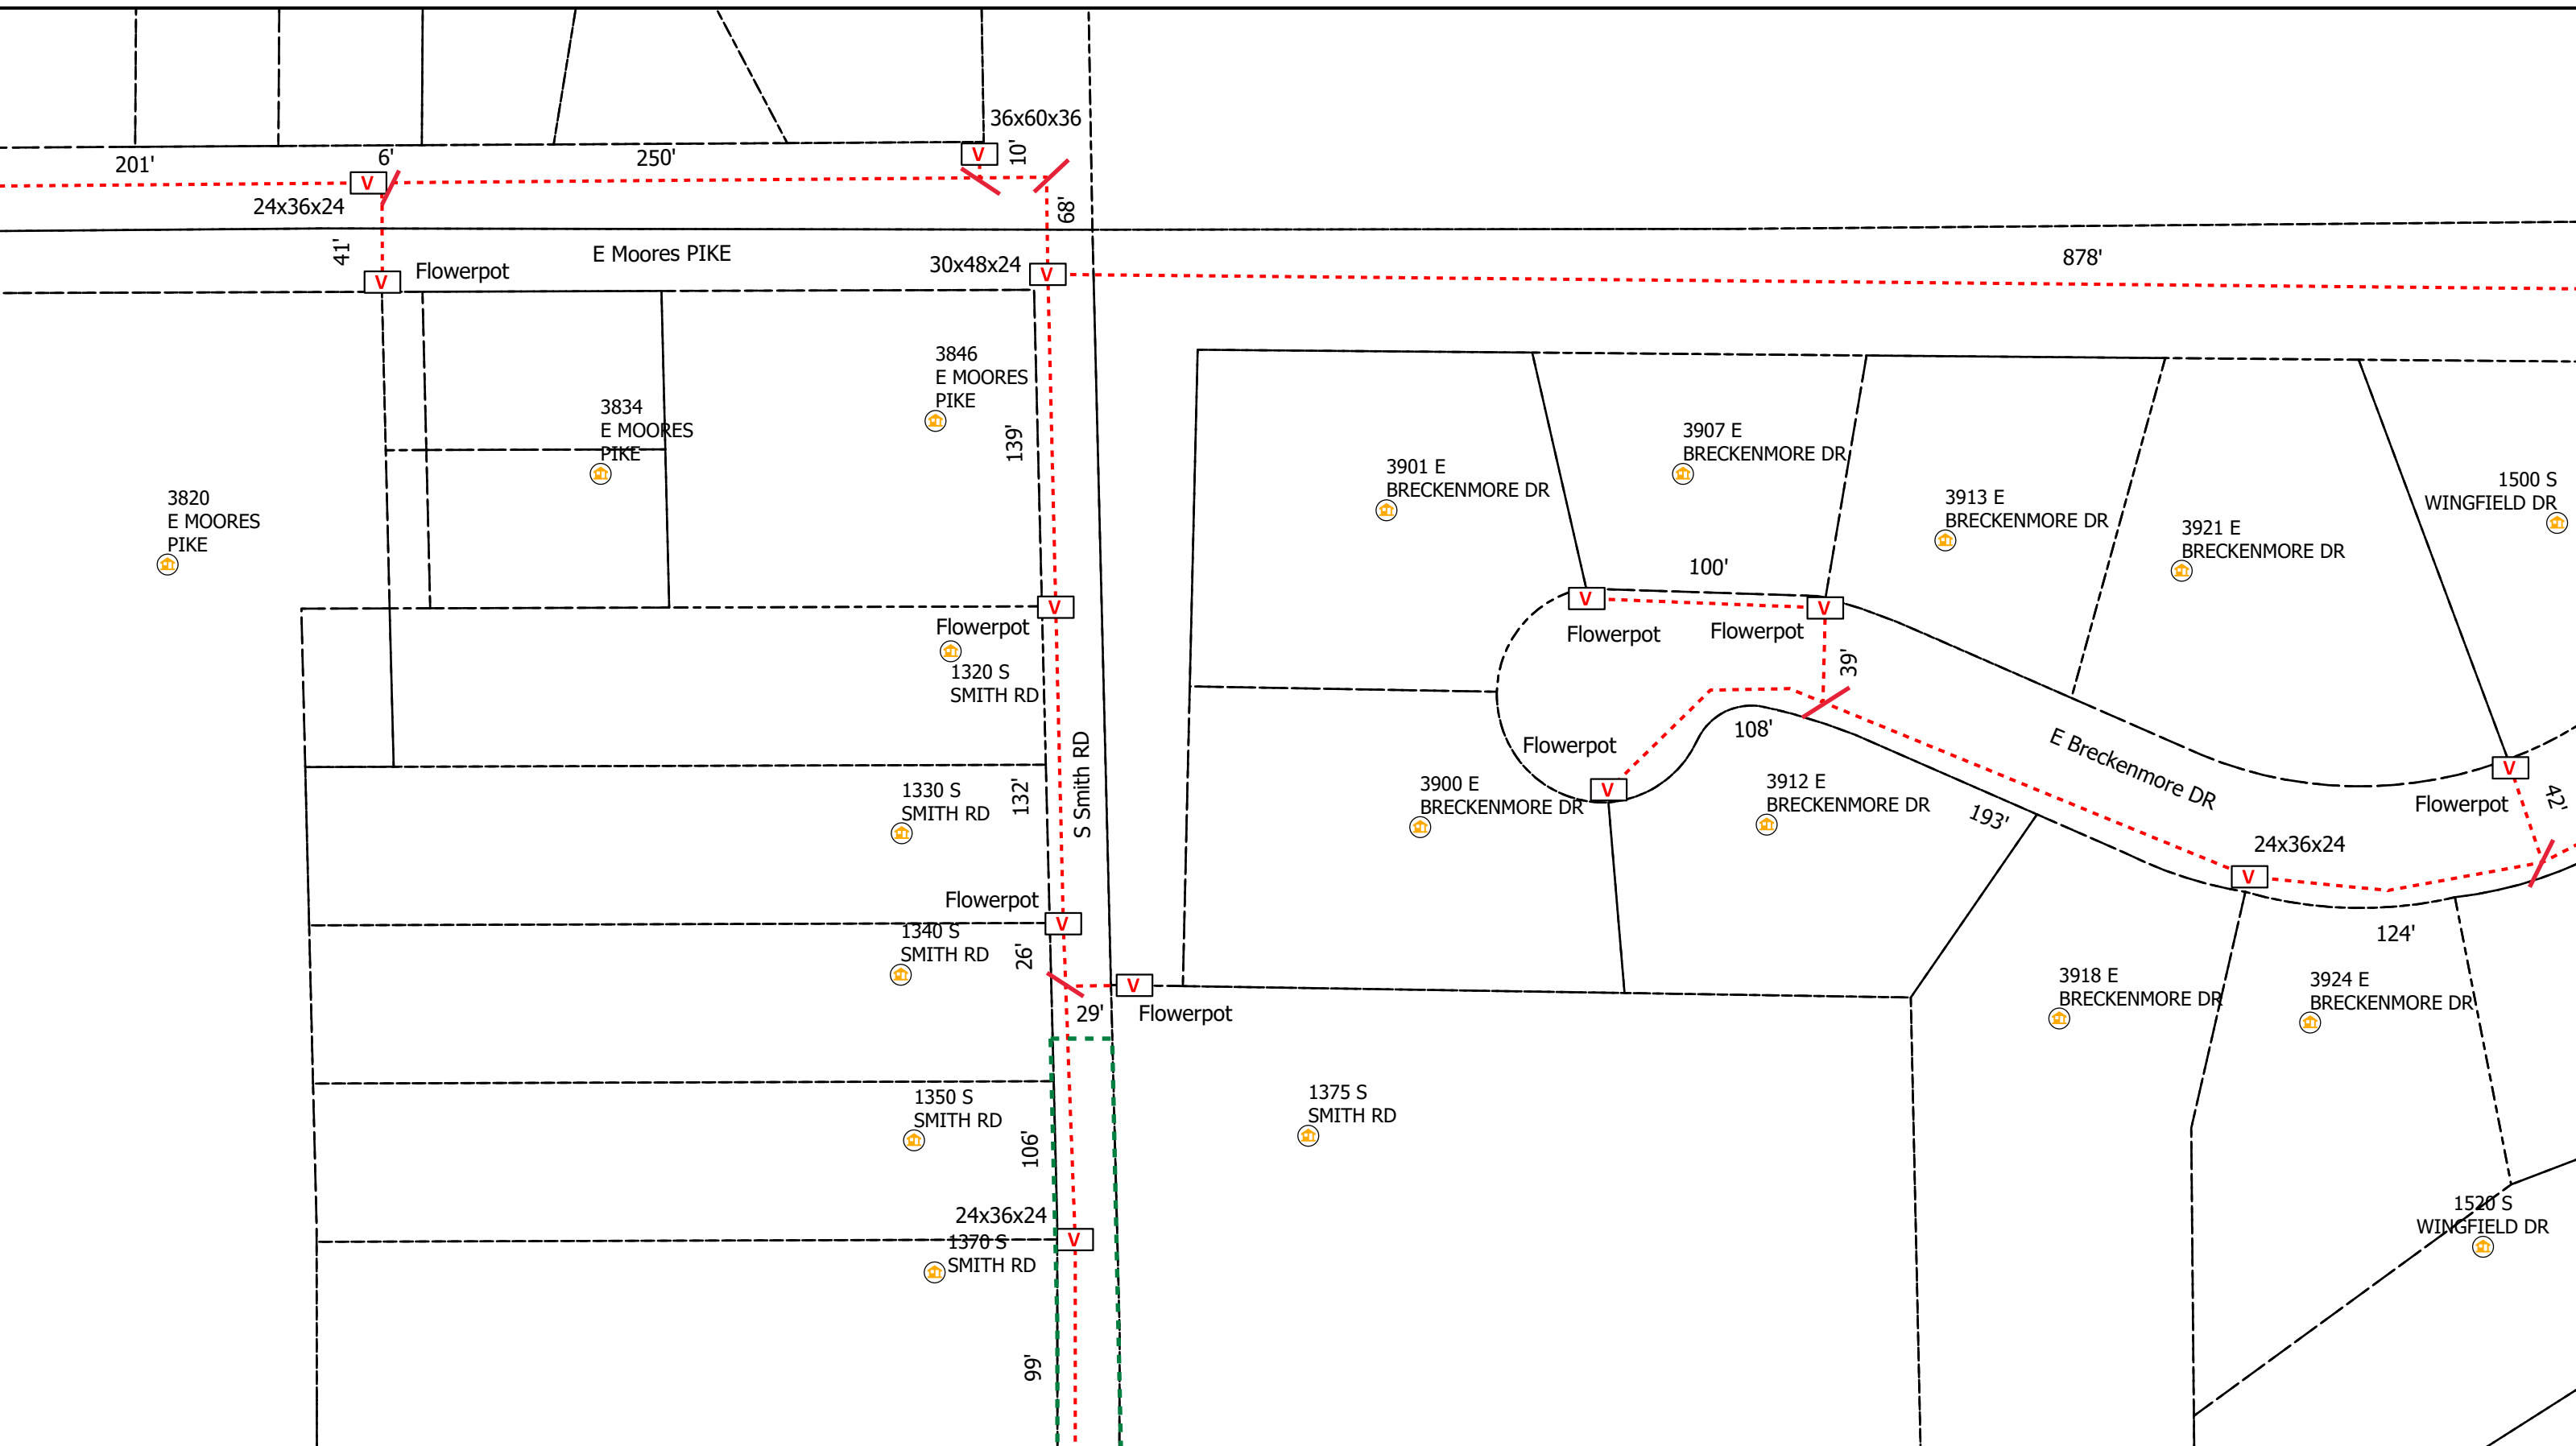 36x60x36
V
10'
201'
6'
250'
V
24x36x24
68'
41'
E Moores PIKE
Flowerpot
V
30x48x24
V
878'
3846
E MOORES
PIKE
3834
E MOORES
PIKE
139'
3820
E MOORES
PIKE
3901 E
BRECKENMORE DR
3907 E
BRECKENMORE DR
3913 E
BRECKENMORE DR
3921 E
BRECKENMORE DR
1500 S
WINGFIELD DR
100'
V
V
V
Flowerpot
Flowerpot
Flowerpot
1320 S
SMITH RD
39'
108'
Flowerpot
V
E Breckenmore DR
S Smith RD
132'
1330 S
SMITH RD
3900 E
BRECKENMORE DR
3912 E
BRECKENMORE DR
193'
V
Flowerpot
42'
24x36x24
V
Flowerpot
V
1340 S
SMITH RD
26'
124'
V
29'
Flowerpot
3918 E
BRECKENMORE DR
3924 E
BRECKENMORE DR
1350 S
SMITH RD
106'
1375 S
SMITH RD
24x36x24
V
1370 S
SMITH RD
1520 S
WINGFIELD DR
99'